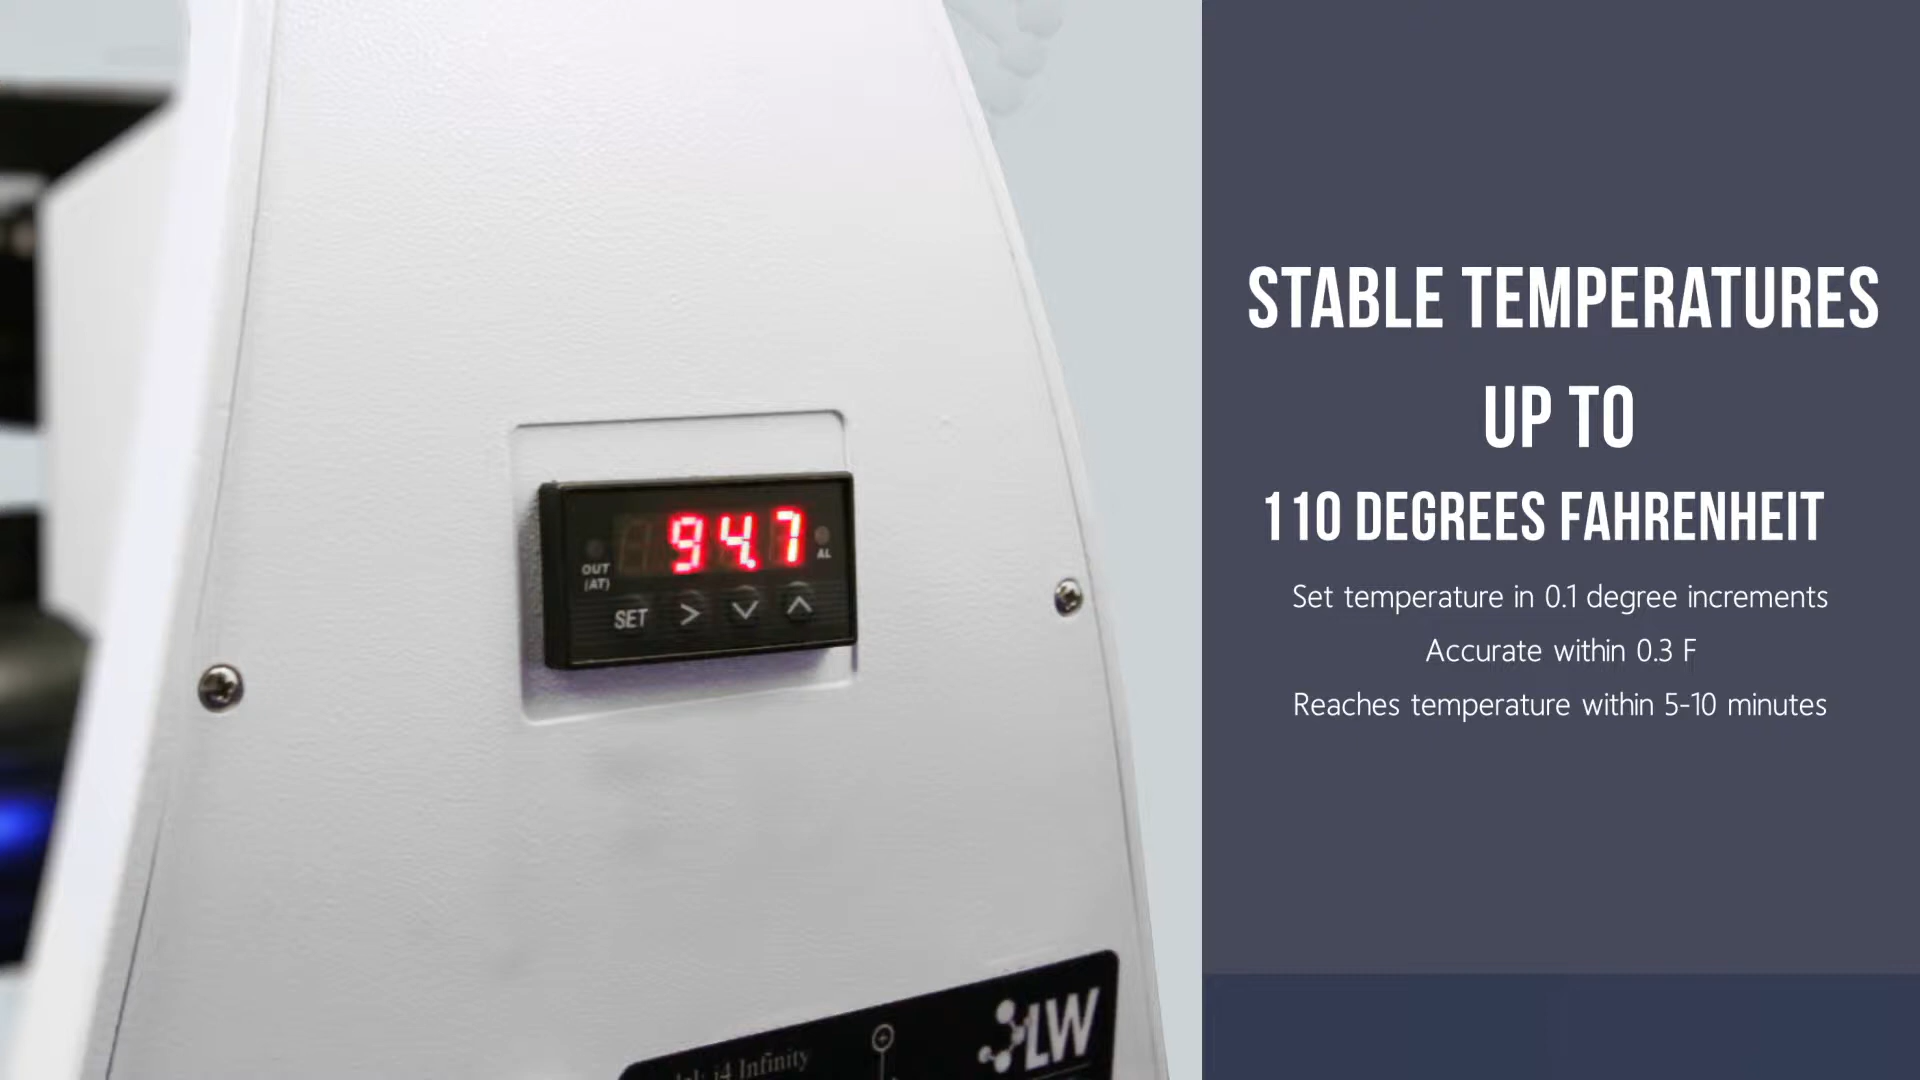 STABLE TEMPERATURES
UP TO
110 DEGREES FAHRENHEIT
Set temperature in 0.1 degree increments
Accurate within 0.3 F
Reaches temperature within 5-10 minutes
94.7
OUT
(AT)
AL
SET
LW
i4 Infinity